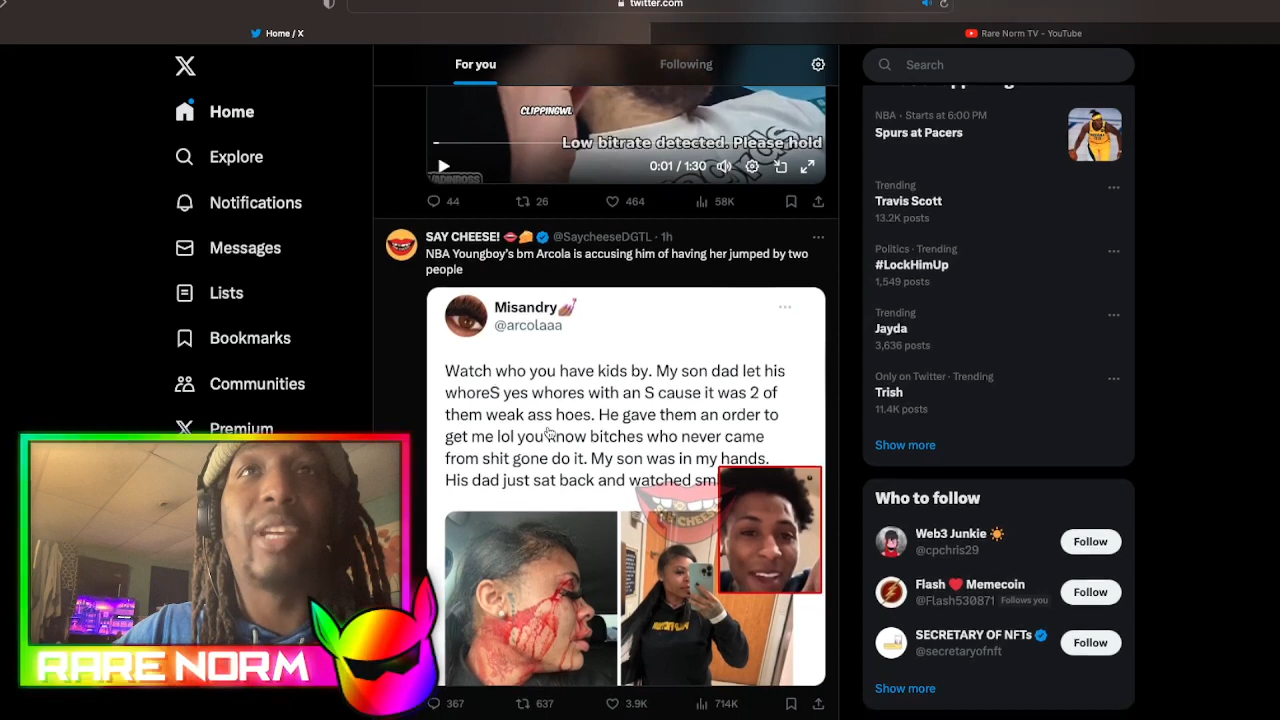 twitter.com
Home / X
Rare Norm TV - YouTube
Home
Explore
Notifications
Messages
Lists
Bookmarks
Communities
Premium
For you
Following
CLIPPINGWL
Low bitrate detected. Please hold
0:01 / 1:30
VADINROSS
44
26
464
58K
SAY CHEESE! @SaycheeseDGTL · 1h
NBA Youngboy's bm Arcola is accusing him of having her jumped by two
people
Misandry
@arcolaaa
Watch who you have kids by. My son dad let his
whoreS yes whores with an S cause it was 2 of
them weak ass hoes. He gave them an order to
get me lol you know bitches who never came
from shit gone do it. My son was in my hands.
His dad just sat back and watched
SAY CHEESE
367
637
3.9K
714K
RARE NORM
Search
NBA · Starts at 6:00 PM
Spurs at Pacers
Trending
Travis Scott
13.2K posts
Politics · Trending
#LockHimUp
1,549 posts
Trending
Jayda
3,636 posts
Only on Twitter · Trending
Trish
11.4K posts
Show more
Who to follow
Web3 Junkie
@cpchris29
Follow
Flash Memecoin
@Flash530871 Follows you
Follow
SECRETARY OF NFTs
@secretaryofnft
Follow
Show more